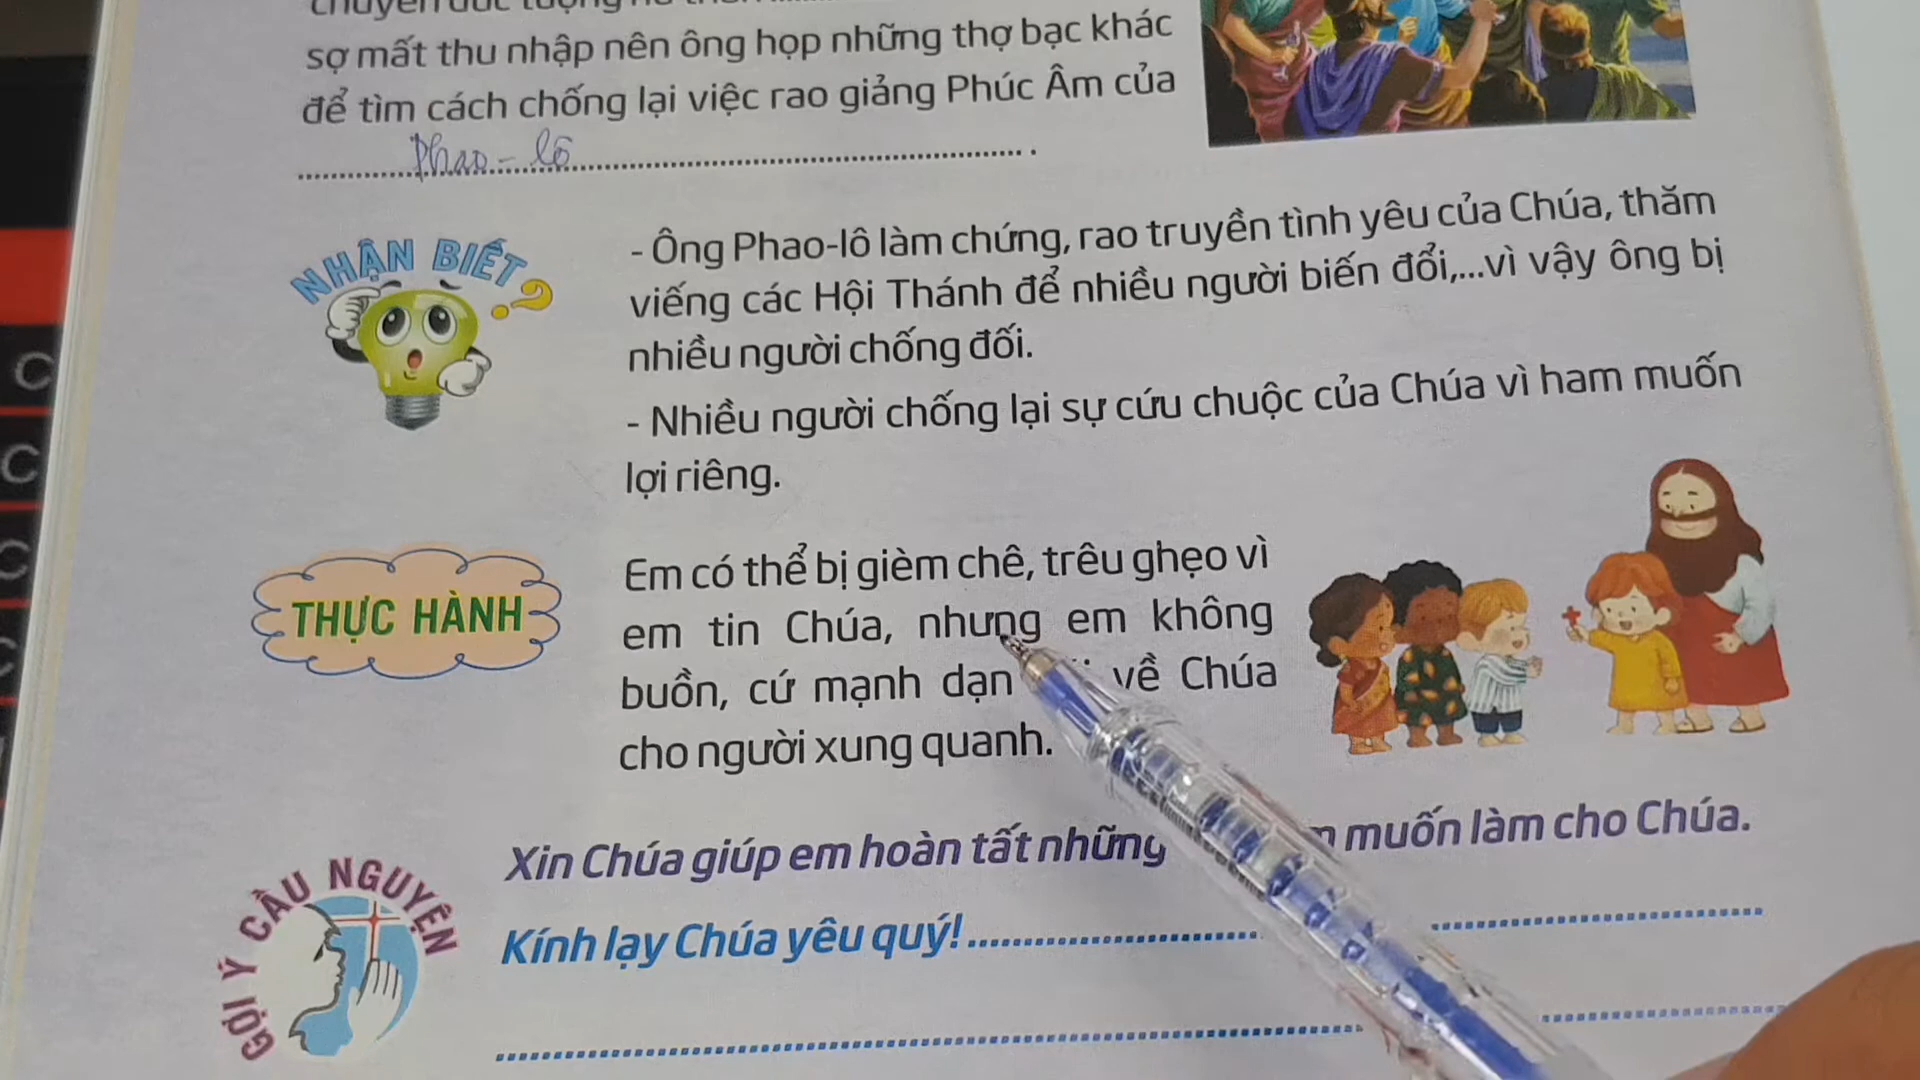 sợ mất thu nhập nên ông họp những thợ bạc khác
để tìm cách chống lại việc rao giảng Phúc Âm của
Phao-lô
NHẬN BIẾT?
- Ông Phao-lô làm chứng, rao truyền tình yêu của Chúa, thăm
viếng các Hội Thánh để nhiều người biến đổi,...vì vậy ông bị
nhiều người chống đối.
- Nhiều người chống lại sự cứu chuộc của Chúa vì ham muốn
lợi riêng.
THỰC HÀNH
Em có thể bị gièm chê, trêu ghẹo vì
em tin Chúa, nhưng em không
buồn, cứ mạnh dạn về Chúa
cho người xung quanh.
GỢI Ý CẦU NGUYỆN
Xin Chúa giúp em hoàn tất những muốn làm cho Chúa.
Kính lạy Chúa yêu quý!